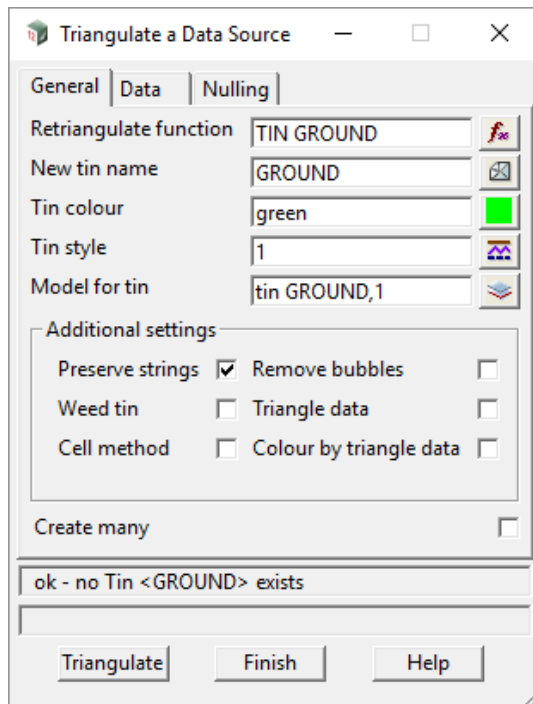 Triangulate a Data Source
General Data Nulling
Retriangulate function TIN GROUND
New tin name GROUND
Tin colour green
Tin style 1
Model for tin tin GROUND,1
Additional settings
Preserve strings Remove bubbles
Weed tin Triangle data
Cell method Colour by triangle data
Create many
ok - no Tin <GROUND> exists
Triangulate Finish Help